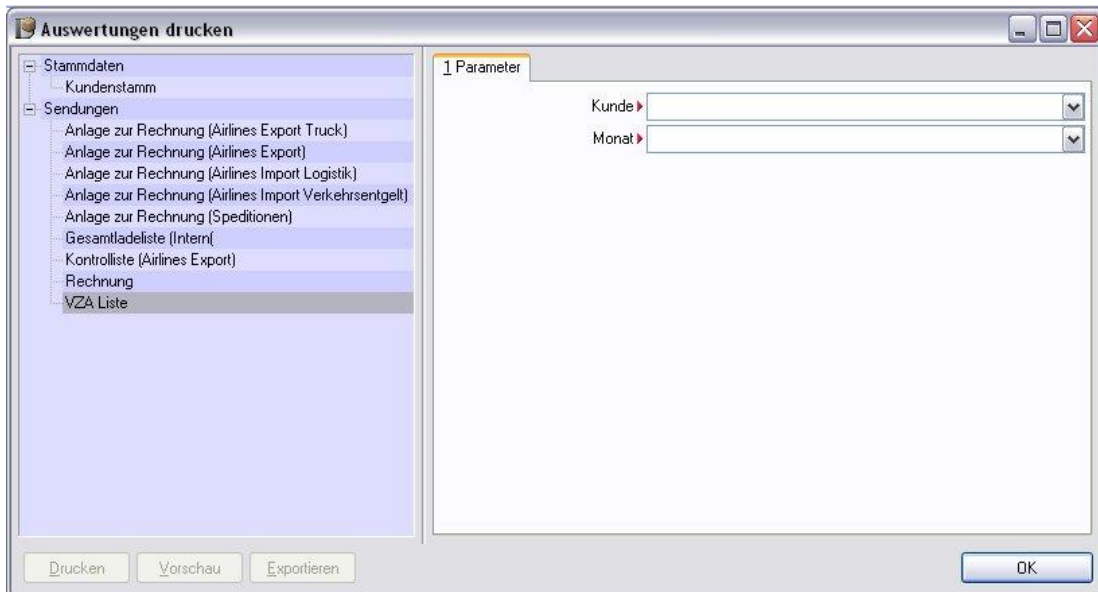 Auswertungen drucken
Stammdaten
Kundenstamm
Sendungen
Anlage zur Rechnung (Airlines Export Truck)
Anlage zur Rechnung (Airlines Export)
Anlage zur Rechnung (Airlines Import Logistik)
Anlage zur Rechnung (Airlines Import Verkehrsentgelt)
Anlage zur Rechnung (Speditionen)
Gesamtladeliste (Intern(
Kontrolliste (Airlines Export)
Rechnung
VZA Liste
1 Parameter
Kunde
Monat
Drucken
Vorschau
Exportieren
OK